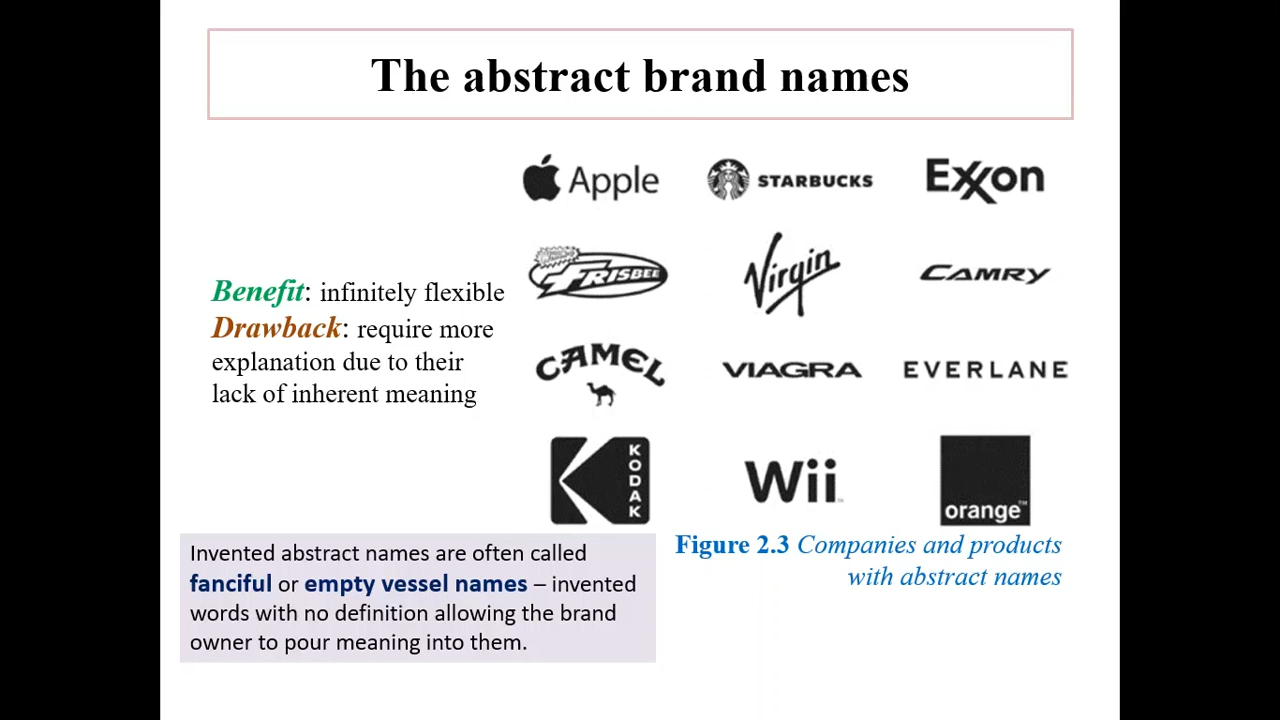 The abstract brand names
Apple
STARBUCKS
Exxon
FRISBEE
Virgin
CAMRY
Benefit: infinitely flexible
Drawback: require more
explanation due to their
lack of inherent meaning
CAMEL
VIAGRA
EVERLANE
KODAK
Wii
orange™
Figure 2.3 Companies and products
with abstract names
Invented abstract names are often called
fanciful or empty vessel names – invented
words with no definition allowing the brand
owner to pour meaning into them.